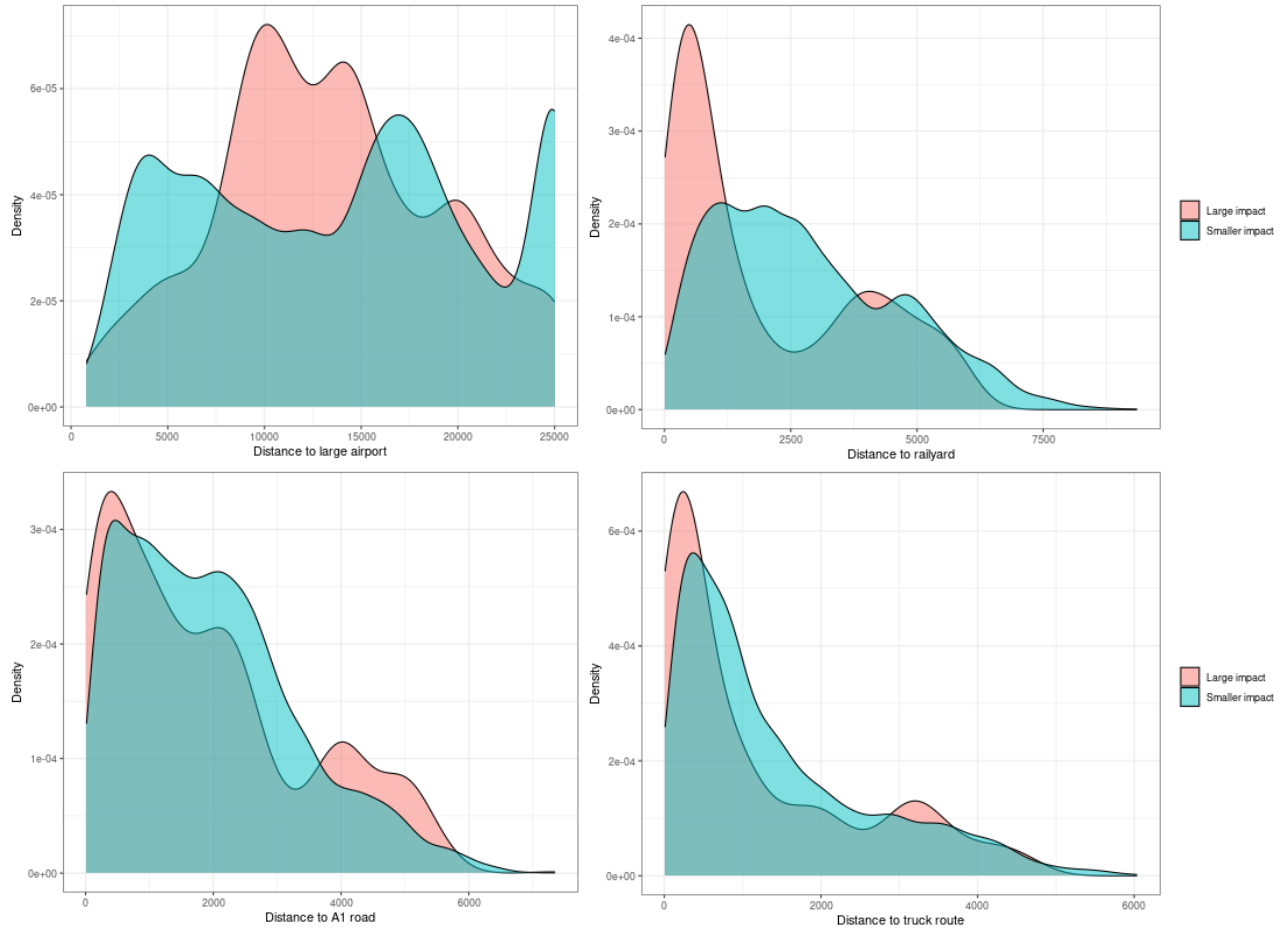 Density
6e-05
4e-05
2e-05
0e+00
0 5000 10000 15000 20000 25000
Distance to large airport
Density
4e-04
3e-04
2e-04
1e-04
0e+00
0 2500 5000 7500
Distance to railyard
Large impact
Smaller impact
Density
3e-04
2e-04
1e-04
0e+00
0 2000 4000 6000
Distance to A1 road
Density
6e-04
4e-04
2e-04
0e+00
0 2000 4000 6000
Distance to truck route
Large impact
Smaller impact